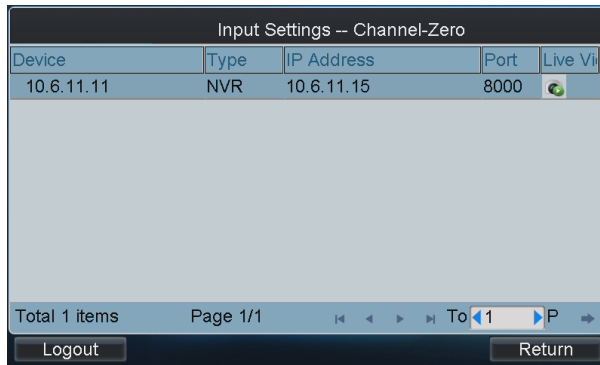 Input Settings -- Channel-Zero
Device Type IP Address Port Live Vi
10.6.11.11 NVR 10.6.11.15 8000
Total 1 items Page 1/1 To 1 P
Logout Return